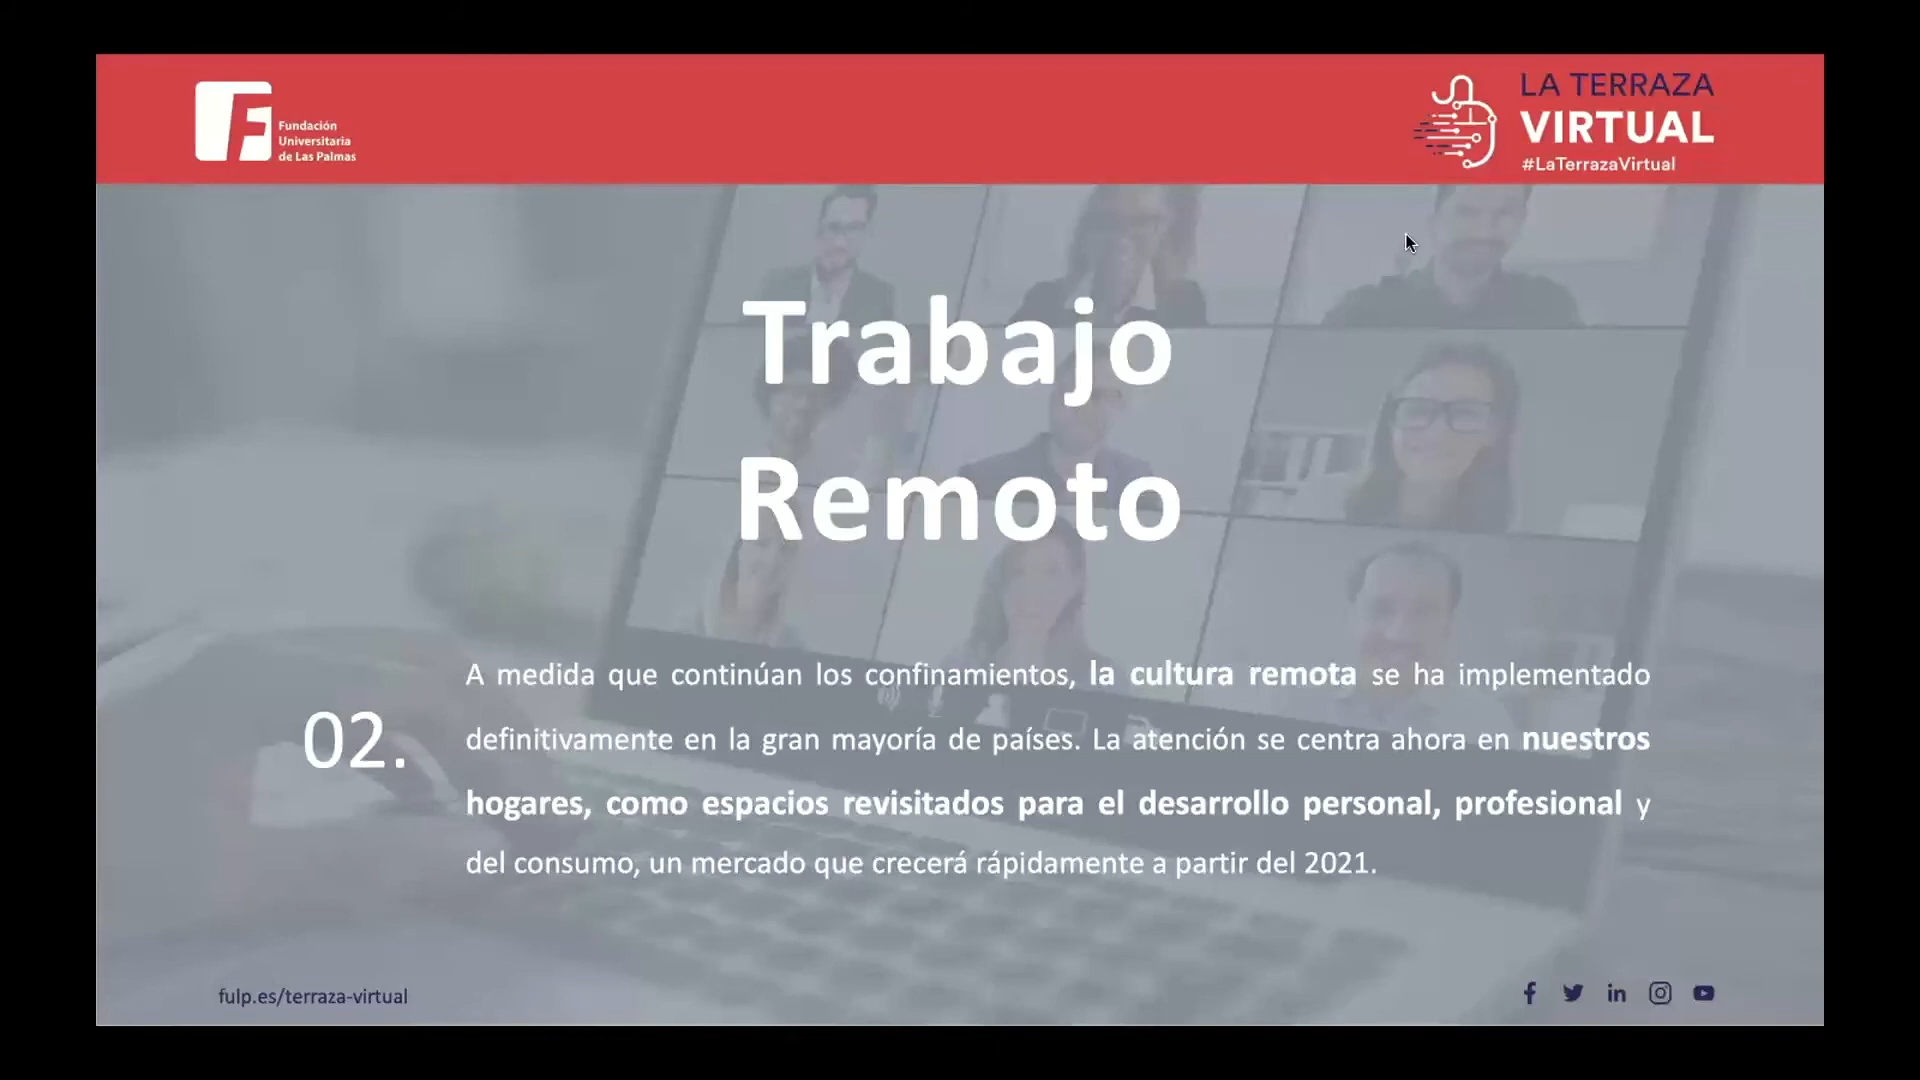 Fundación
Universitaria
de Las Palmas
LA TERRAZA
VIRTUAL
#LaTerrazaVirtual
Trabajo
Remoto
02.
A medida que continúan los confinamientos, la cultura remota se ha implementado
definitivamente en la gran mayoría de países. La atención se centra ahora en nuestros
hogares, como espacios revisitados para el desarrollo personal, profesional y
del consumo, un mercado que crecerá rápidamente a partir del 2021.
fulp.es/terraza-virtual